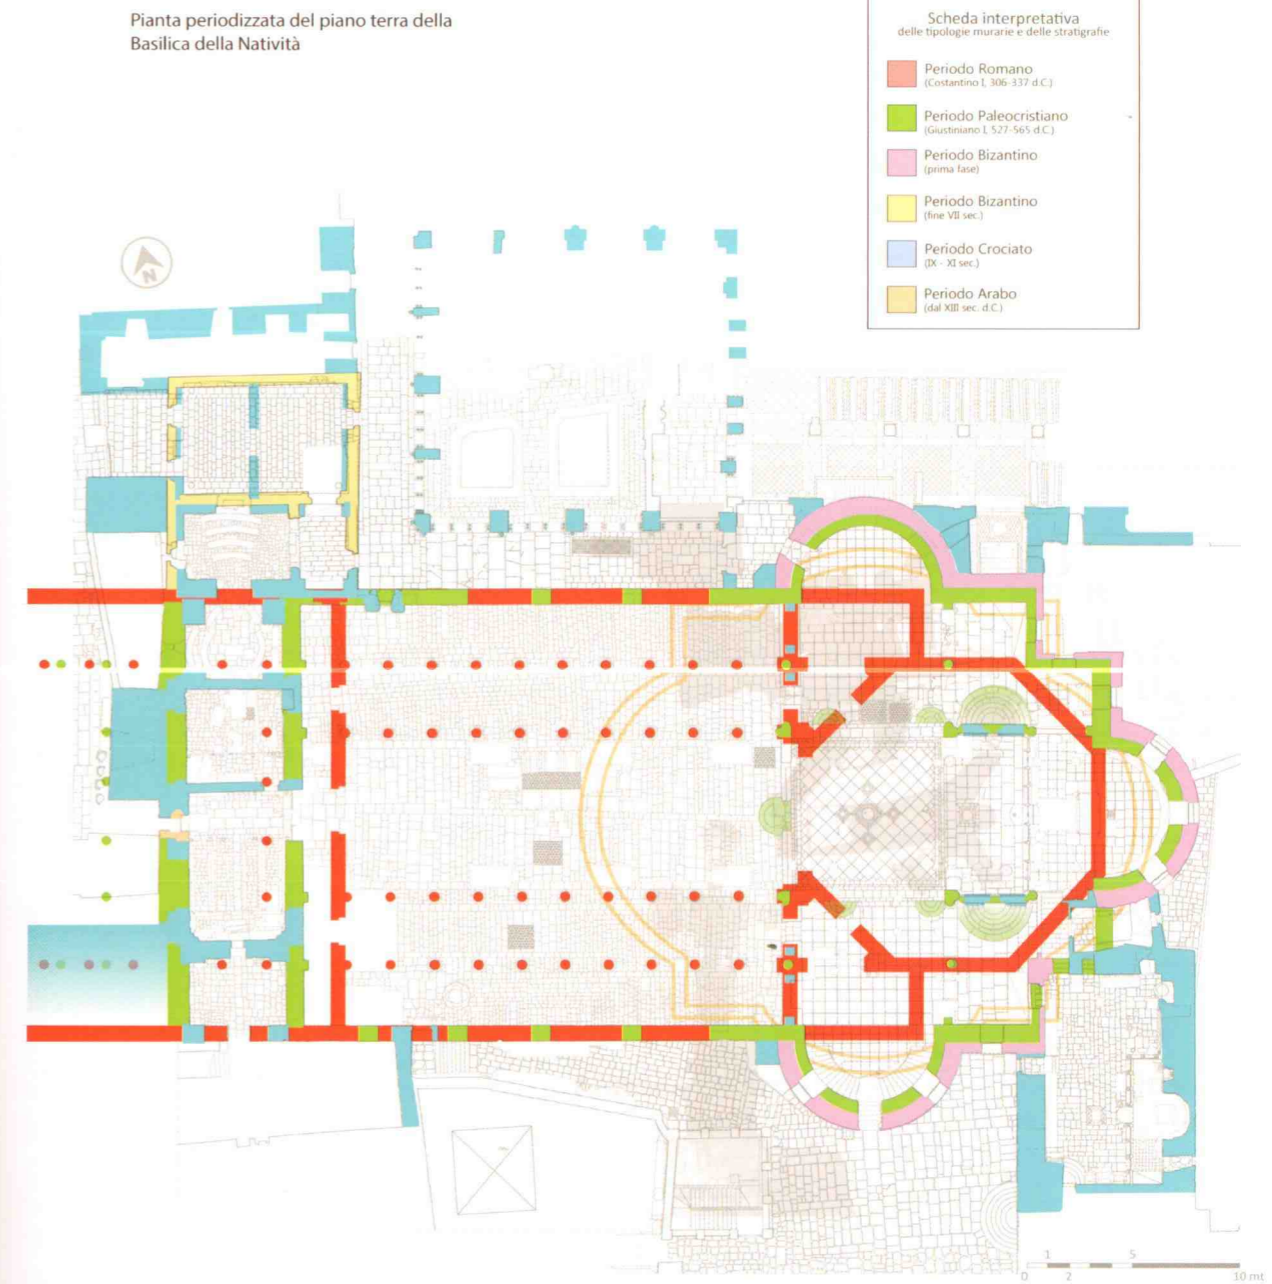 Pianta periodizzata del piano terra della
Basilica della Natività
Scheda interpretativa
delle tipologie murarie e delle stratigrafie
Periodo Romano
(Costantino I, 306-337 d.C.)
Periodo Paleocristiano
(Giustiniano I, 527-565 d.C.)
Periodo Bizantino
(prima fase)
Periodo Bizantino
(fine VII sec.)
Periodo Crociato
(IX - XI sec.)
Periodo Arabo
(dal XIII sec. d.C.)
N
1 5
0 2 10 mt